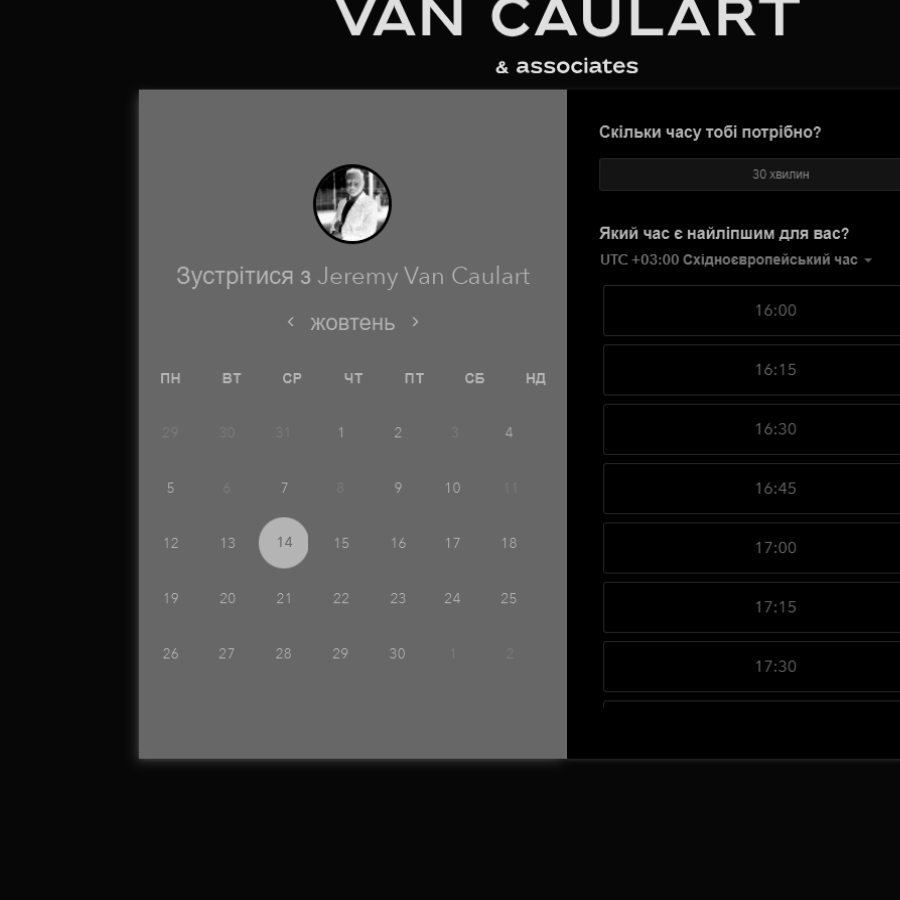 VAN CAULART
& associates
Зустрітися з Jeremy Van Caulart
жовтень
ПН ВТ СР ЧТ ПТ СБ НД
29 30 31 1 2 3 4
5 6 7 8 9 10 11
12 13 14 15 16 17 18
19 20 21 22 23 24 25
26 27 28 29 30 1 2
Скільки часу тобі потрібно?
30 хвилин
Який час є найліпшим для вас?
UTC +03:00 Східноєвропейський час
16:00
16:15
16:30
16:45
17:00
17:15
17:30